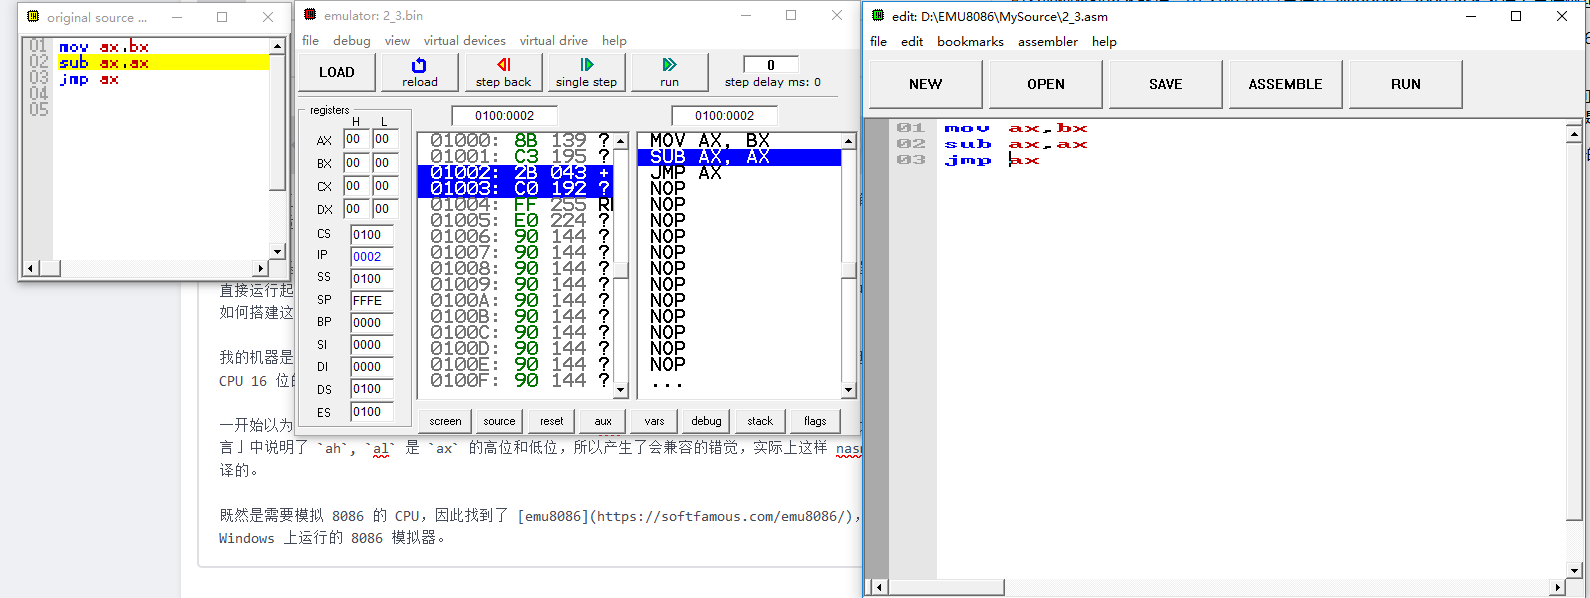 original source ...
01 mov ax,bx
02 sub ax,ax
03 jmp ax
04
05
emulator: 2_3.bin
file debug view virtual devices virtual drive help
LOAD reload step back single step run 0
step delay ms: 0
registers
H L
AX 00 00
BX 00 00
CX 00 00
DX 00 00
CS 0100
IP 0002
SS 0100
SP FFFE
BP 0000
SI 0000
DI 0000
DS 0100
ES 0100
0100:0002
01000: 8B 139 ?
01001: C3 195 ?
01002: 2B 043 +
01003: C0 192 ?
01004: FF 255 RI
01005: E0 224 ?
01006: 90 144 ?
01007: 90 144 ?
01008: 90 144 ?
01009: 90 144 ?
0100A: 90 144 ?
0100B: 90 144 ?
0100C: 90 144 ?
0100D: 90 144 ?
0100E: 90 144 ?
0100F: 90 144 ?
0100:0002
MOV AX, BX
SUB AX, AX
JMP AX
NOP
NOP
NOP
NOP
NOP
NOP
NOP
NOP
NOP
NOP
NOP
NOP
...
screen source reset aux vars debug stack flags
edit: D:\EMU8086\MySource\2_3.asm
file edit bookmarks assembler help
NEW OPEN SAVE ASSEMBLE RUN
01 mov ax,bx
02 sub ax,ax
03 jmp ax
直接运行起
如何搭建这
我的机器是
CPU 16 位的
一开始以为
言」中说明了 `ah`, `al` 是 `ax` 的高位和低位，所以产生了会兼容的错觉，实际上这样 nasm
译的。
既然是需要模拟 8086 的 CPU，因此找到了 [emu8086](https://softfamous.com/emu8086/)，
Windows 上运行的 8086 模拟器。